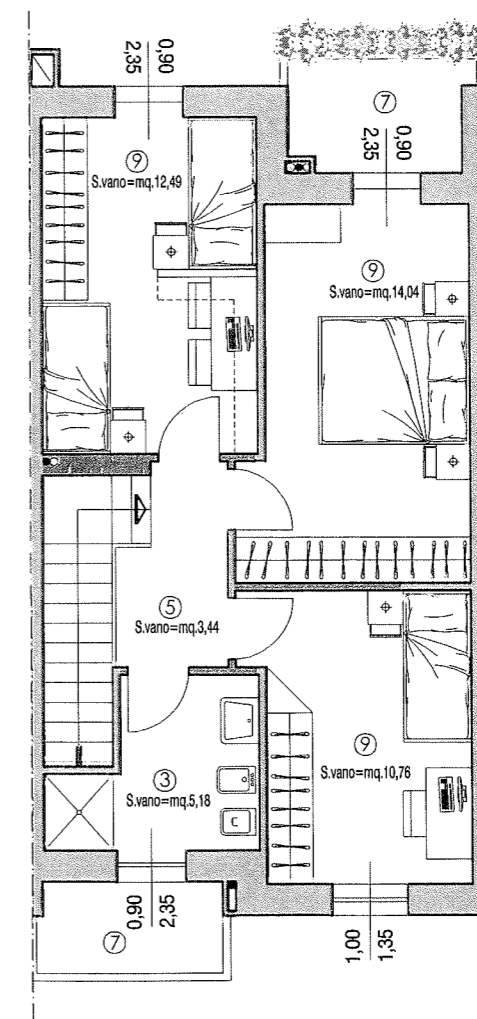 2,35
0,90
7
2,35
0,90
9
S.vano=mq.12,49
9
S.vano=mq.14,04
5
S.vano=mq.3,44
9
S.vano=mq.10,76
3
S.vano=mq.5,18
C
0,90
2,35
7
1,00
1,35